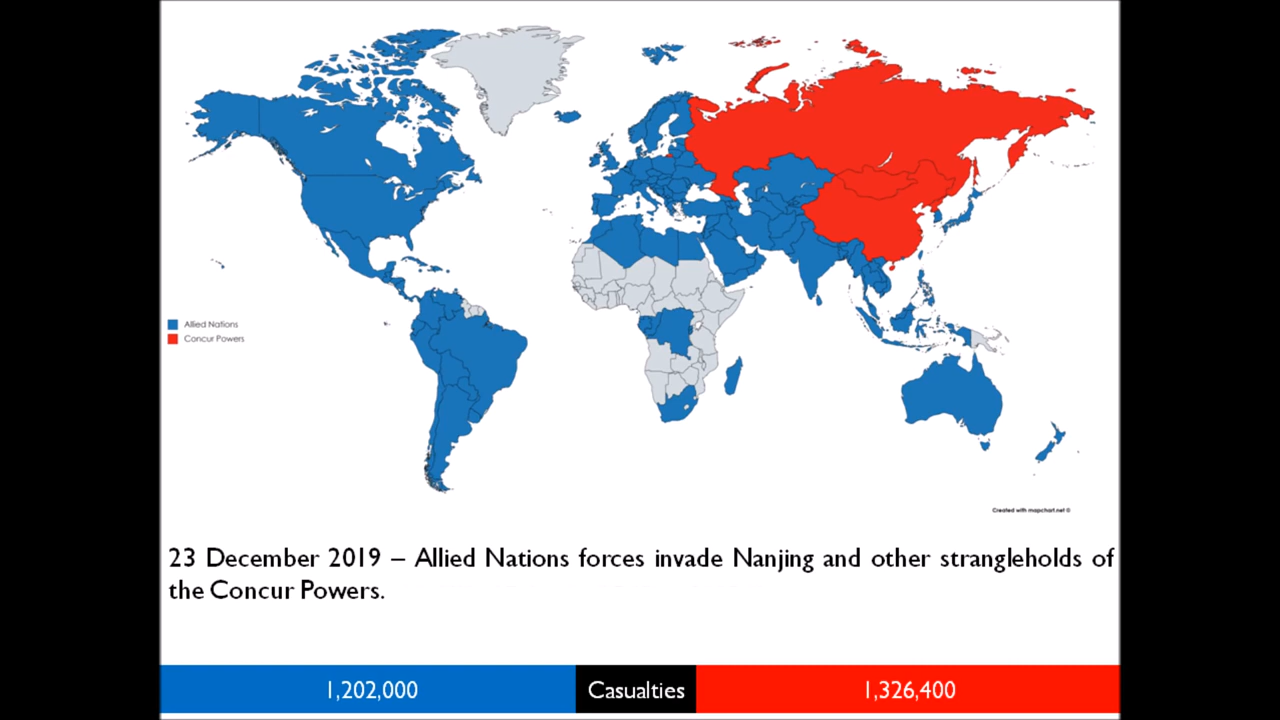 Allied Nations
Concur Powers
Created with mapchart.net ©
23 December 2019 – Allied Nations forces invade Nanjing and other strangleholds of
the Concur Powers.
1,202,000
Casualties
1,326,400